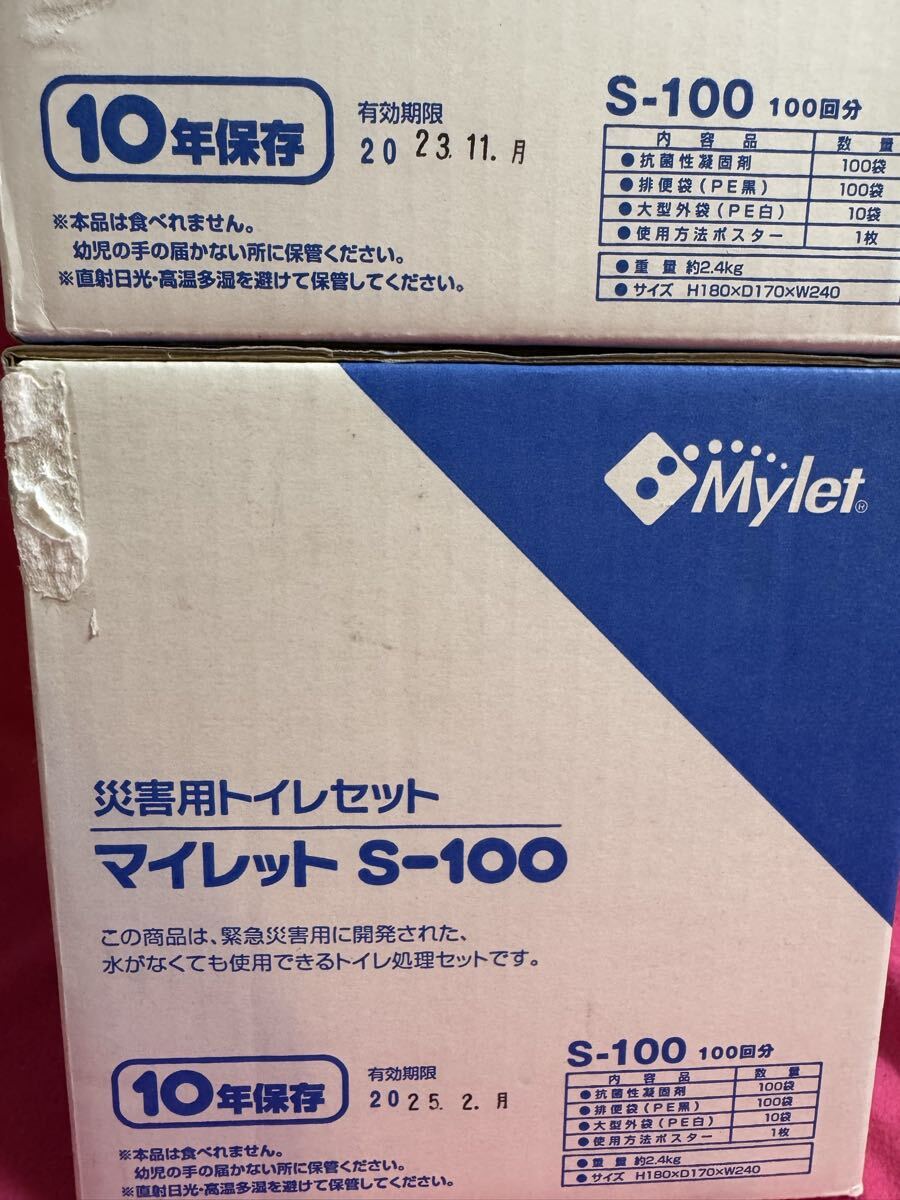 10年保存
有効期限
2023.11.月
※本品は食べれません。
幼児の手の届かない所に保管ください。
※直射日光・高温多湿を避けて保管してください。
S-100 100回分
内容品 数量
●抗菌性凝固剤 100袋
●排便袋(PE黒) 100袋
●大型外袋(PE白) 10袋
●使用方法ポスター 1枚
●重量 約2.4kg
●サイズ H180×D170×W240
Mylet®
災害用トイレセット
マイレット S-100
この商品は、緊急災害用に開発された、
水がなくても使用できるトイレ処理セットです。
10年保存
有効期限
2025.2.月
※本品は食べれません。
幼児の手の届かない所に保管ください。
※直射日光・高温多湿を避けて保管してください。
S-100 100回分
内容品 数量
●抗菌性凝固剤 100袋
●排便袋(PE黒) 100袋
●大型外袋(PE白) 10袋
●使用方法ポスター 1枚
●重量 約2.4kg
●サイズ H180×D170×W240